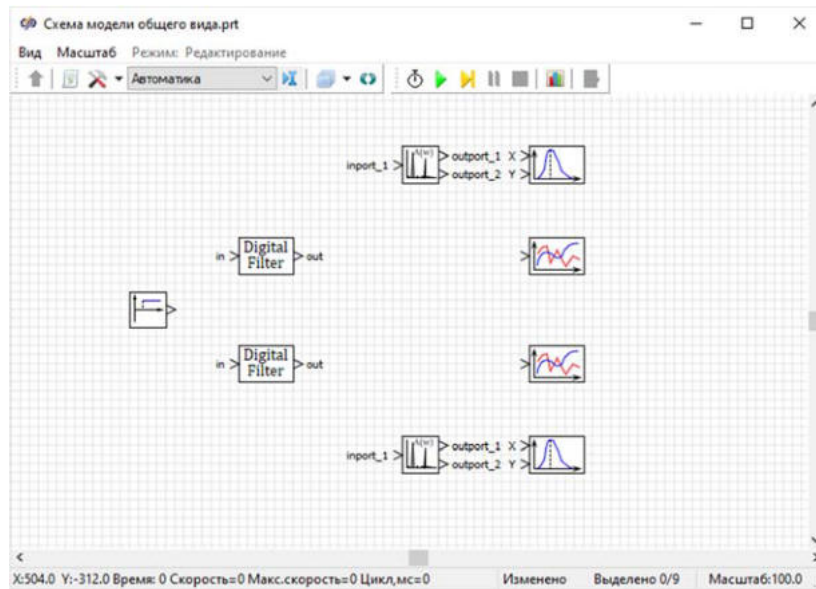 Схема модели общего вида.prt
Вид Масштаб Режим: Редактирование
Автоматика
A(w)
inport_1 outport_1 X
outport_2 Y
in Digital Filter out
in Digital Filter out
A(w)
inport_1 outport_1 X
outport_2 Y
X:504.0 Y:-312.0 Время: 0 Скорость=0 Макс.скорость=0 Цикл,мс=0 Изменено Выделено 0/9 Масштаб:100.0